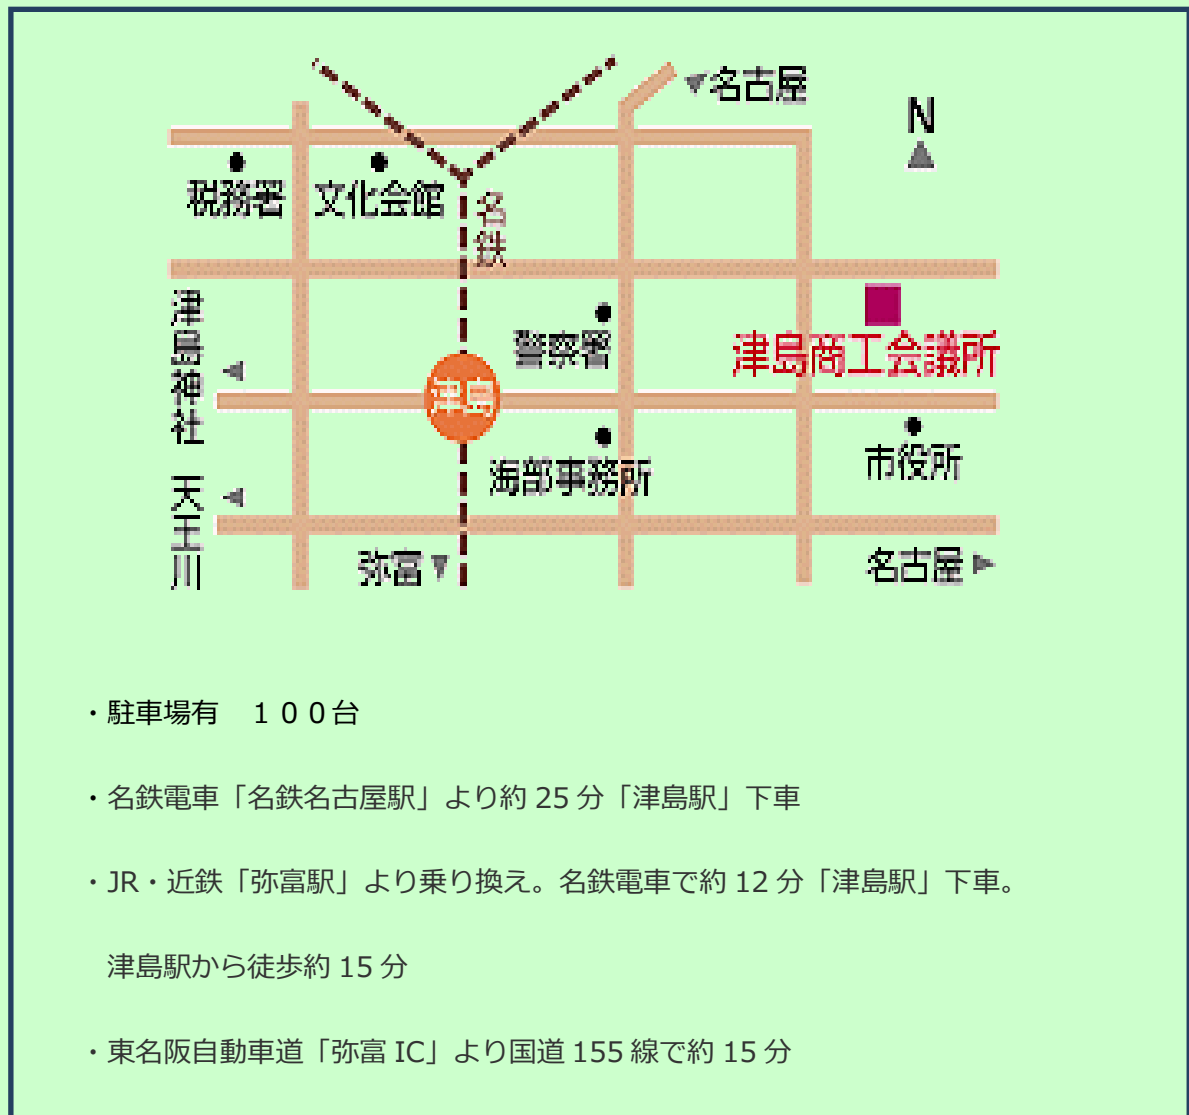 名古屋
N
税務署
文化会館
名鉄
津島神社
警察署
津島商工会議所
津島
海部事務所
市役所
天王川
弥富
名古屋
・駐車場有　１００台
・名鉄電車「名鉄名古屋駅」より約 25 分「津島駅」下車
・JR・近鉄「弥富駅」より乗り換え。名鉄電車で約 12 分「津島駅」下車。
津島駅から徒歩約 15 分
・東名阪自動車道「弥富 IC」より国道 155 線で約 15 分